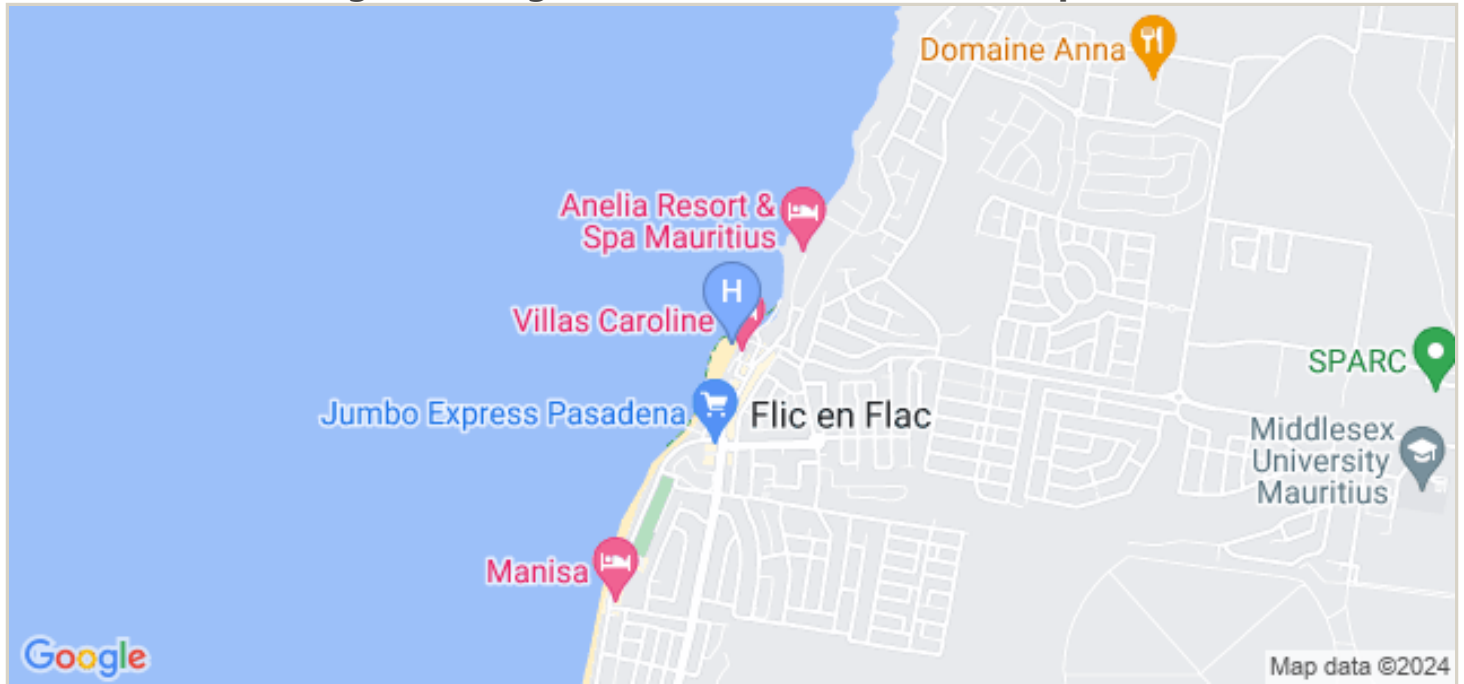 Domaine Anna
Anelia Resort &
Spa Mauritius
H
Villas Caroline
SPARC
Jumbo Express Pasadena
Flic en Flac
Middlesex
University
Mauritius
Manisa
Google
Map data ©2024